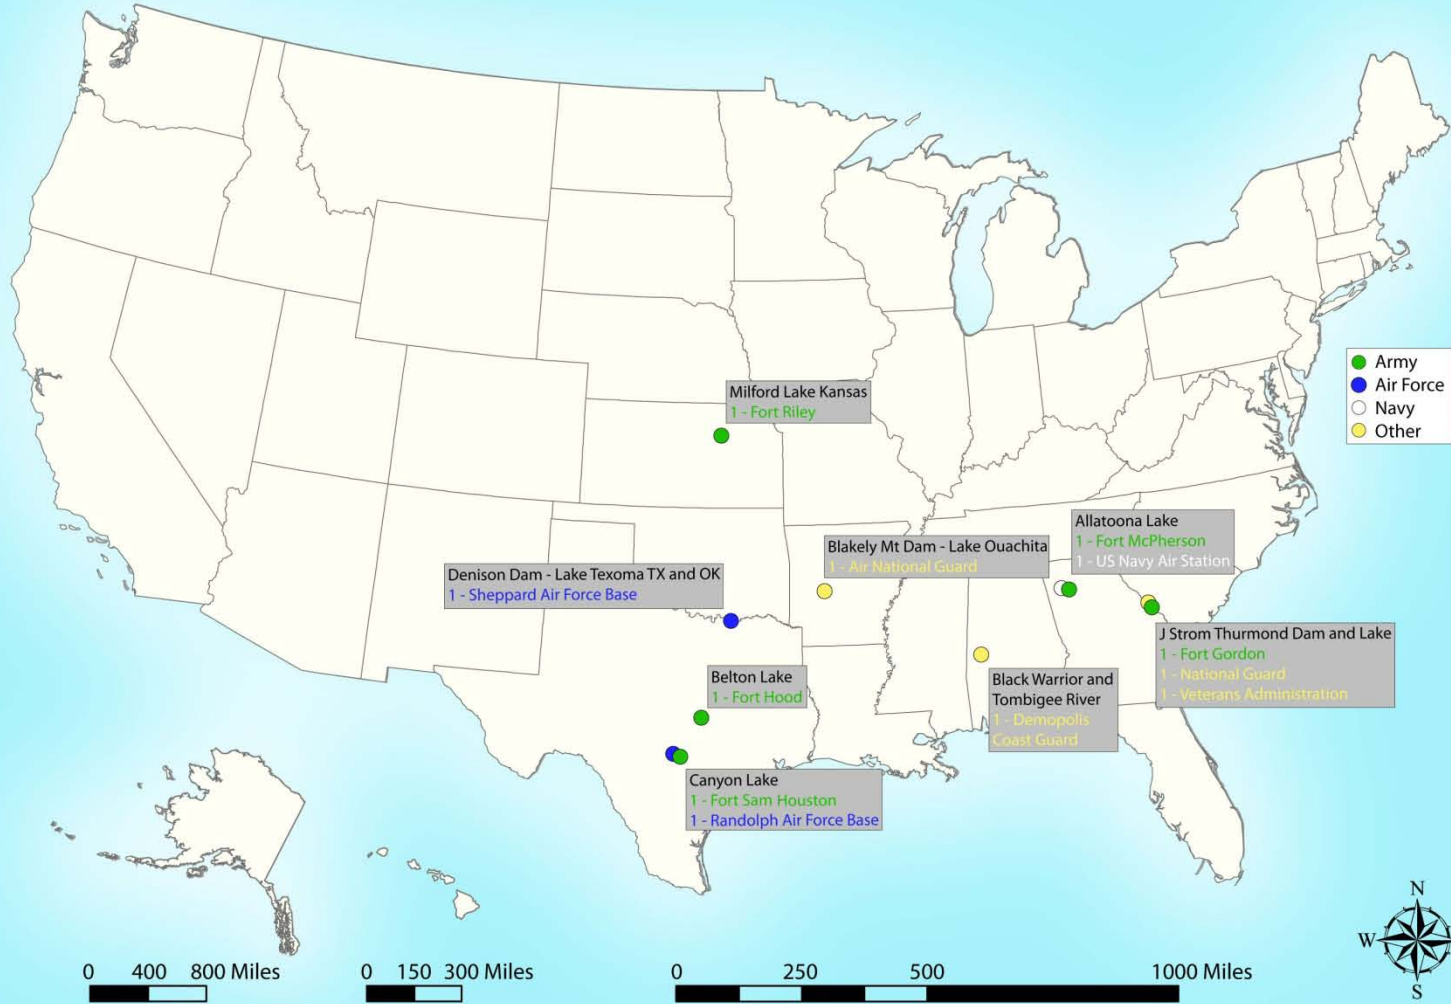 Milford Lake Kansas
1 - Fort Riley
Army
Air Force
Navy
Other
Allatoona Lake
1 - Fort McPherson
1 - US Navy Air Station
Blakely Mt Dam - Lake Ouachita
1 - Air National Guard
Denison Dam - Lake Texoma TX and OK
1 - Sheppard Air Force Base
J Strom Thurmond Dam and Lake
1 - Fort Gordon
1 - National Guard
1 - Veterans Administration
Belton Lake
1 - Fort Hood
Black Warrior and
Tombigee River
1 - Demopolis
Coast Guard
Canyon Lake
1 - Fort Sam Houston
1 - Randolph Air Force Base
N
W
S
0 400 800 Miles
0 150 300 Miles
0 250 500 1000 Miles